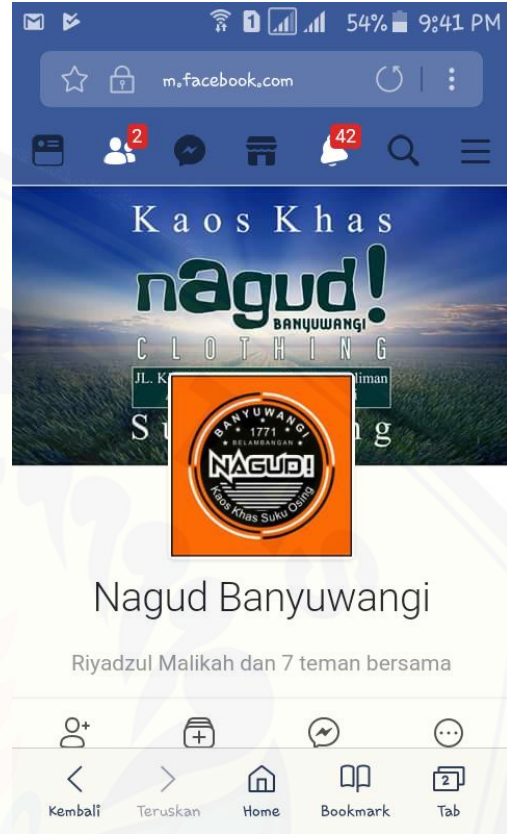 1 54% 9:41 PM
m.facebook.com
2 42
Kaos Khas
nagud!
BANYUWANGI
CLOTHING
JL.
BANYUWANGI
1771
BELAMBANGAN
NAGUD!
Kaos Khas Suku Osing
Nagud Banyuwangi
Riyadzul Malikah dan 7 teman bersama
2
Kembali Teruskan Home Bookmark Tab